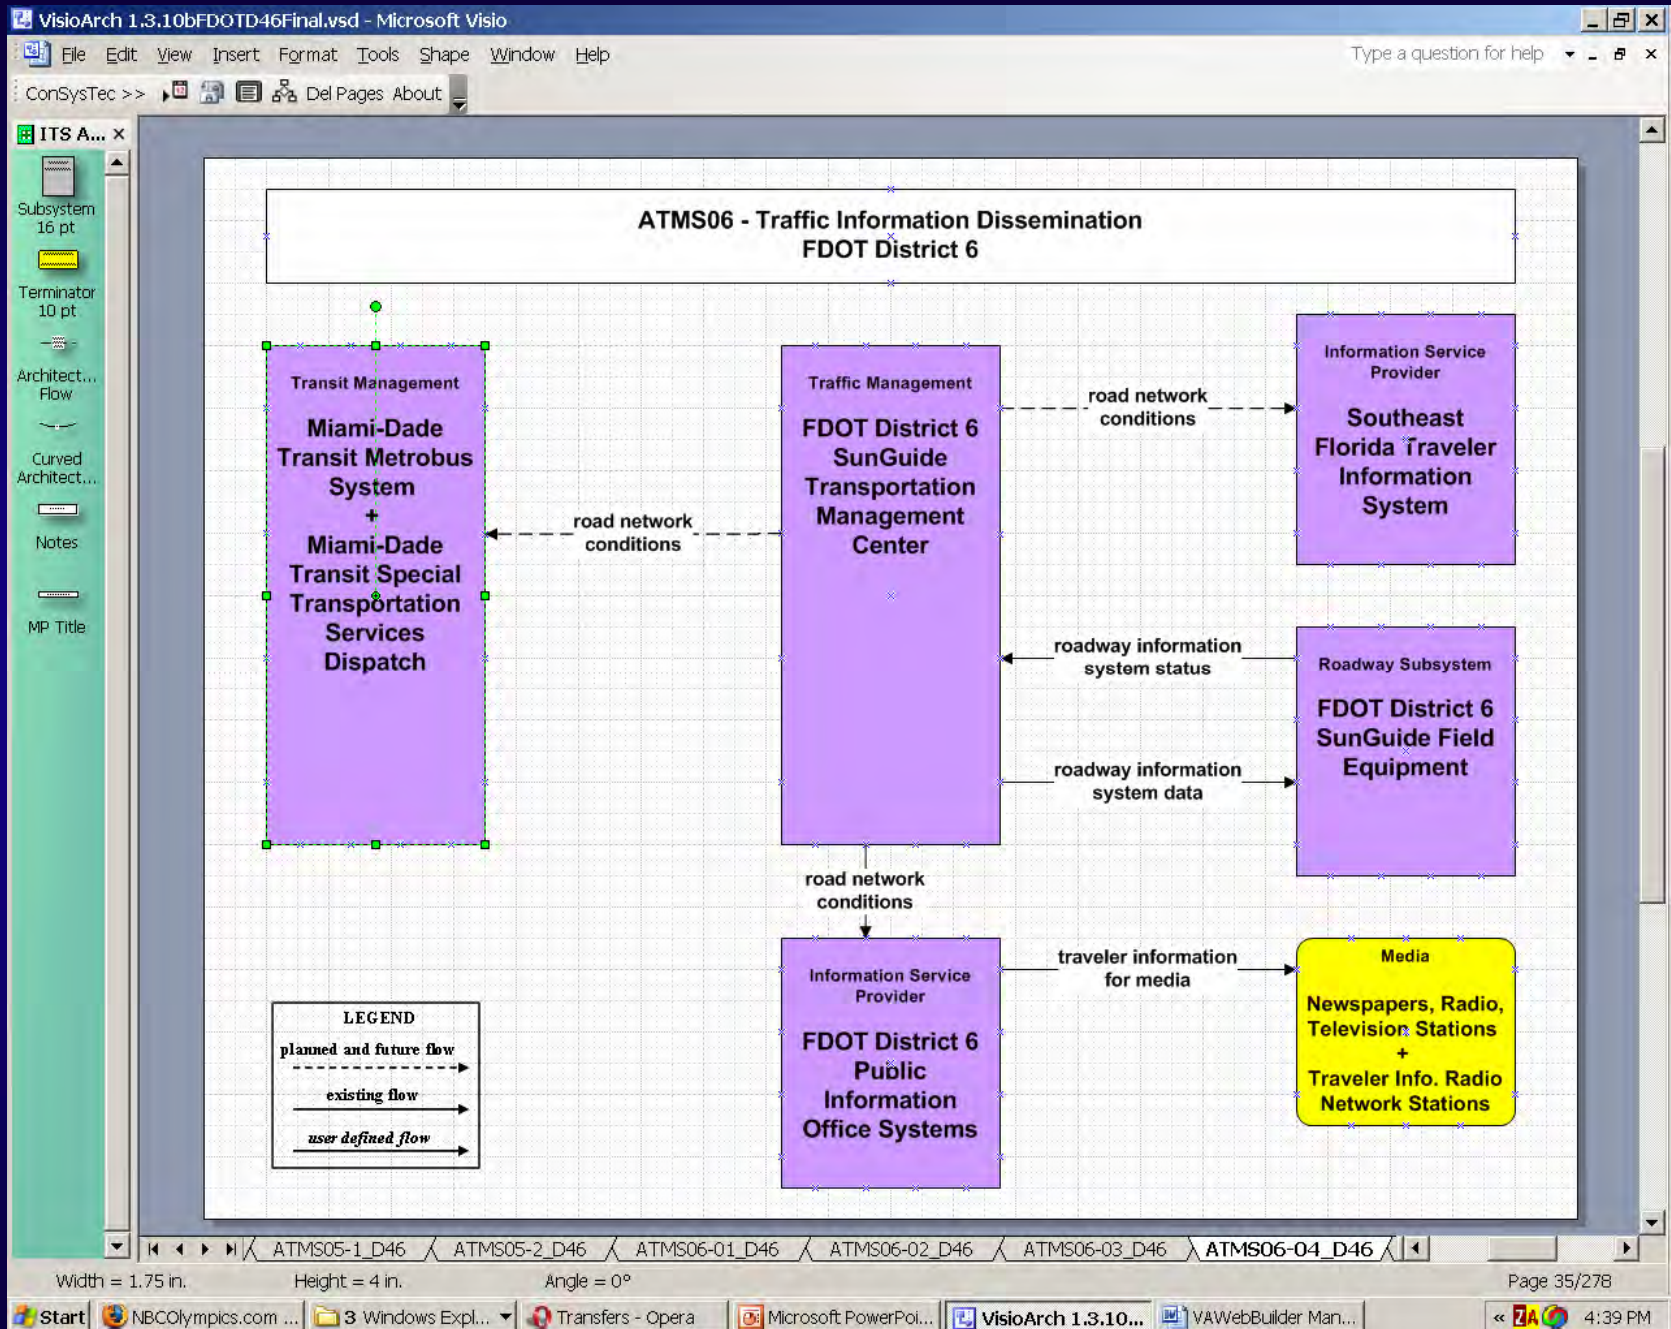 VisioArch 1.3.10bFDOTD46Final.vsd - Microsoft Visio
File Edit View Insert Format Tools Shape Window Help
Type a question for help
ConSysTec >> Del Pages About
ITS A...
Subsystem
16 pt
Terminator
10 pt
Architect...
Flow
Curved
Architect...
Notes
MP Title
ATMS06 - Traffic Information Dissemination
FDOT District 6
Transit Management
Miami-Dade
Transit Metrobus
System
+
Miami-Dade
Transit Special
Transportation
Services
Dispatch
road network
conditions
Traffic Management
FDOT District 6
SunGuide
Transportation
Management
Center
road network
conditions
Information Service
Provider
Southeast
Florida Traveler
Information
System
roadway information
system status
roadway information
system data
Roadway Subsystem
FDOT District 6
SunGuide Field
Equipment
road network
conditions
Information Service
Provider
FDOT District 6
Public
Information
Office Systems
traveler information
for media
Media
Newspapers, Radio,
Television Stations
+
Traveler Info. Radio
Network Stations
LEGEND
planned and future flow
existing flow
user defined flow
ATMS05-1_D46 ATMS05-2_D46 ATMS06-01_D46 ATMS06-02_D46 ATMS06-03_D46 ATMS06-04_D46
Width = 1.75 in. Height = 4 in. Angle = 0° Page 35/278
Start NBCOlympics.com ... 3 Windows Expl... Transfers - Opera Microsoft PowerPoi... VisioArch 1.3.10... VAWebBuilder Man... « ZA 4:39 PM